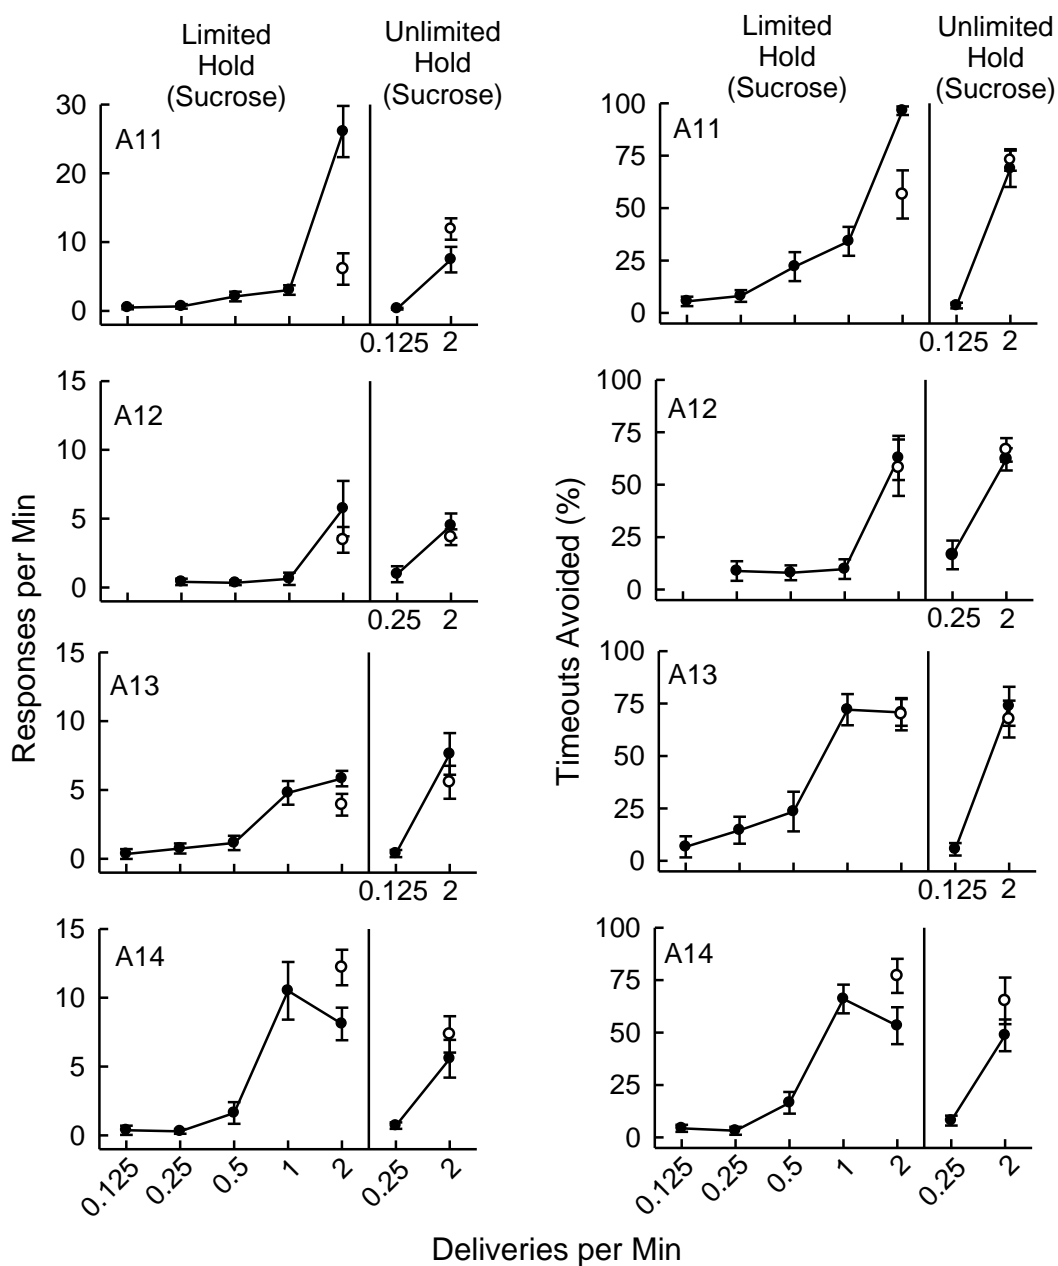 Limited
Hold
(Sucrose)
Unlimited
Hold
(Sucrose)
Limited
Hold
(Sucrose)
Unlimited
Hold
(Sucrose)
A11
30
20
10
0
0.125 2
A11
100
75
50
25
0
0.125 2
A12
15
10
5
0
0.25 2
A12
100
75
50
25
0
0.25 2
Responses per Min
Timeouts Avoided (%)
A13
15
10
5
0
0.125 2
A13
100
75
50
25
0
0.125 2
A14
15
10
5
0
0.125 0.25 0.5 1 2 0.25 2
A14
100
75
50
25
0
0.125 0.25 0.5 1 2 0.25 2
Deliveries per Min